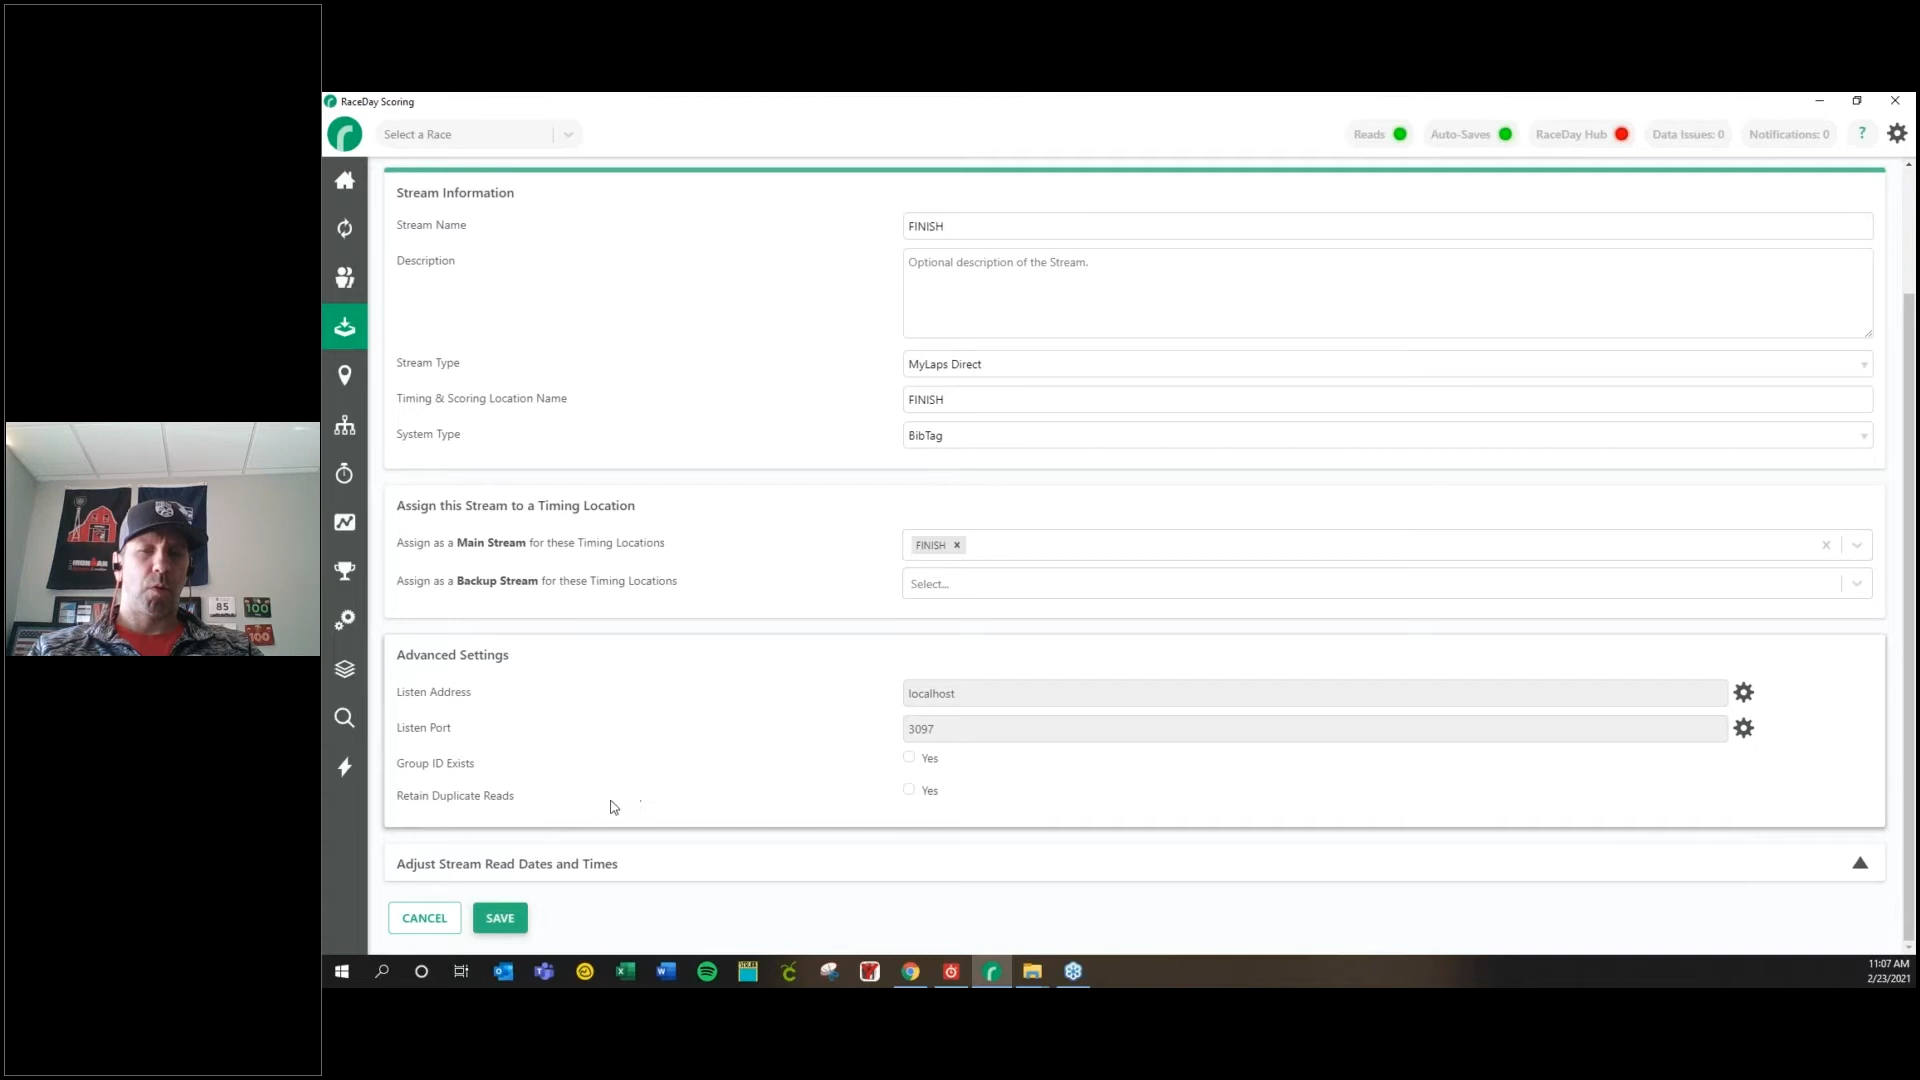 RaceDay Scoring
Select a Race
Reads
Auto-Saves
RaceDay Hub
Data Issues: 0
Notifications: 0
?
Stream Information
Stream Name
FINISH
Description
Optional description of the Stream.
Stream Type
MyLaps Direct
Timing & Scoring Location Name
FINISH
System Type
BibTag
Assign this Stream to a Timing Location
Assign as a Main Stream for these Timing Locations
FINISH
Assign as a Backup Stream for these Timing Locations
Select...
Advanced Settings
Listen Address
localhost
Listen Port
3097
Group ID Exists
Yes
Retain Duplicate Reads
Yes
Adjust Stream Read Dates and Times
CANCEL
SAVE
85
100
100
11:07 AM
2/23/2021